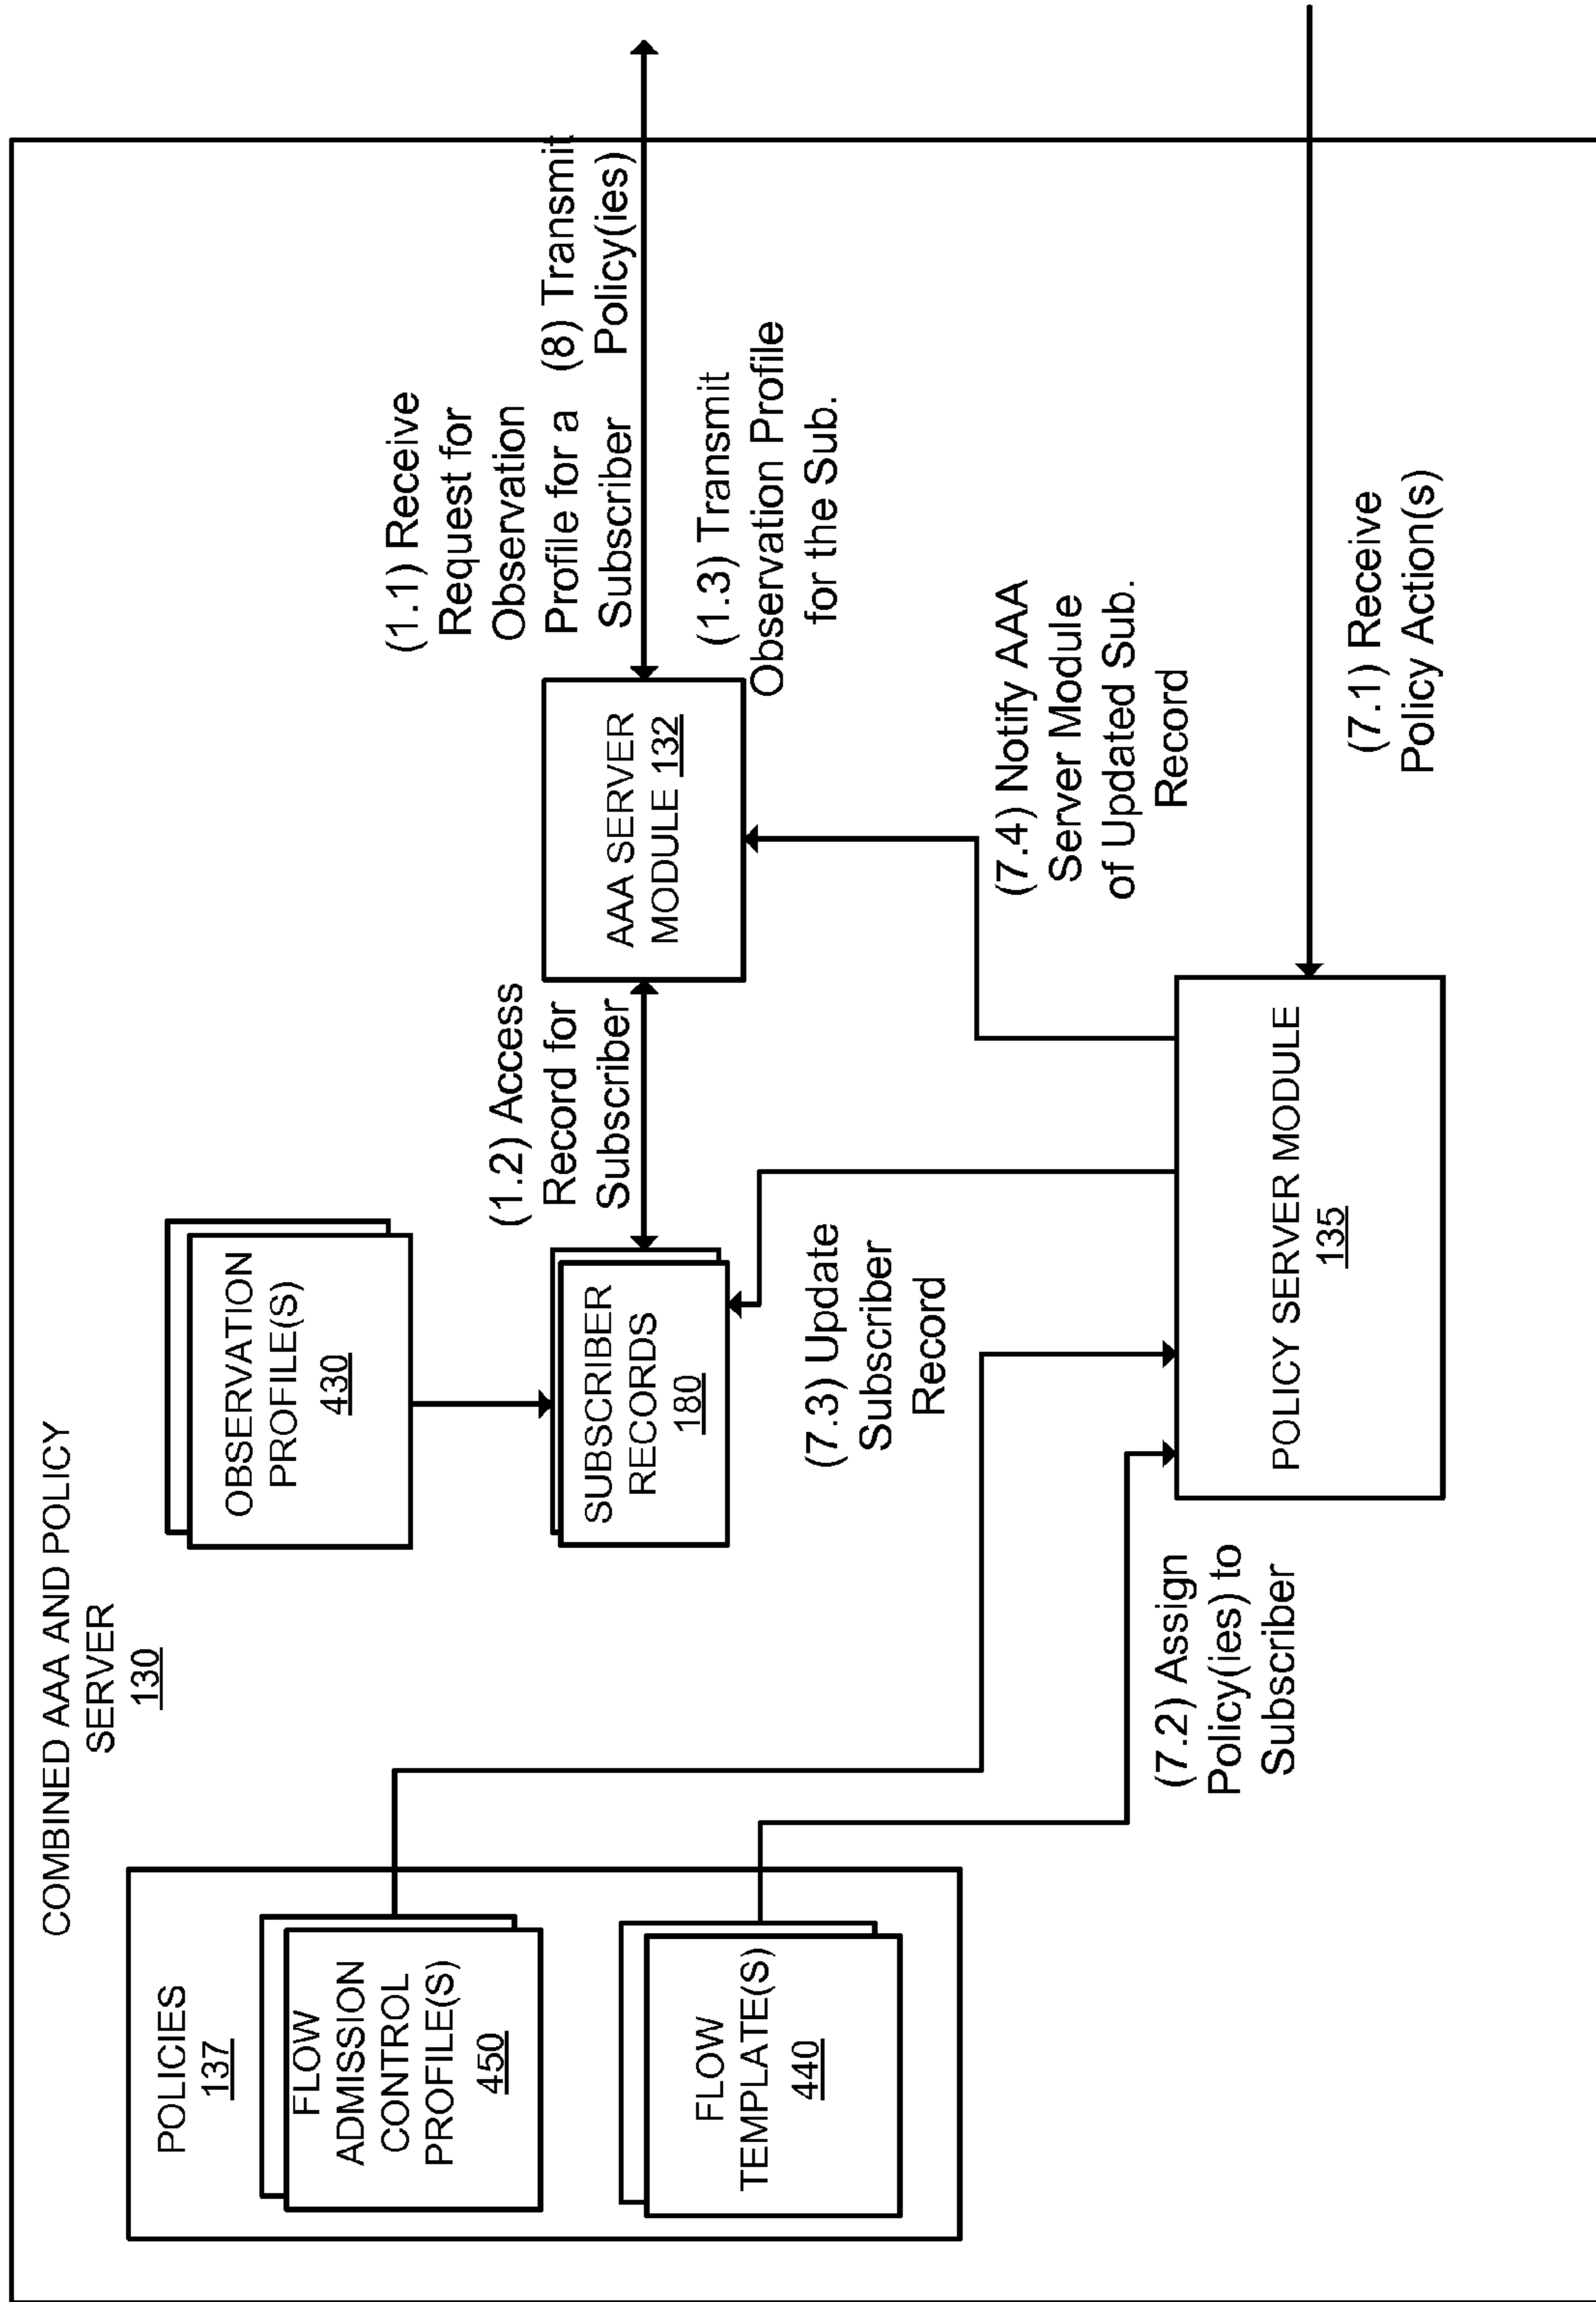 COMBINED AAA AND POLICY
SERVER
130
POLICIES
137
FLOW
ADMISSION
CONTROL
PROFILE(S)
450
FLOW
TEMPLATE(S)
440
OBSERVATION
PROFILE(S)
430
SUBSCRIBER
RECORDS
180
(1.2) Access
Record for
Subscriber
AAA SERVER
MODULE 132
(1.1) Receive
Request for
Observation
Profile for a
Subscriber
(8) Transmit
Policy(ies)
(1.3) Transmit
Observation Profile
for the Sub.
(7.3) Update
Subscriber
Record
(7.4) Notify AAA
Server Module
of Updated Sub.
Record
(7.2) Assign
Policy(ies) to
Subscriber
POLICY SERVER MODULE
135
(7.1) Receive
Policy Action(s)